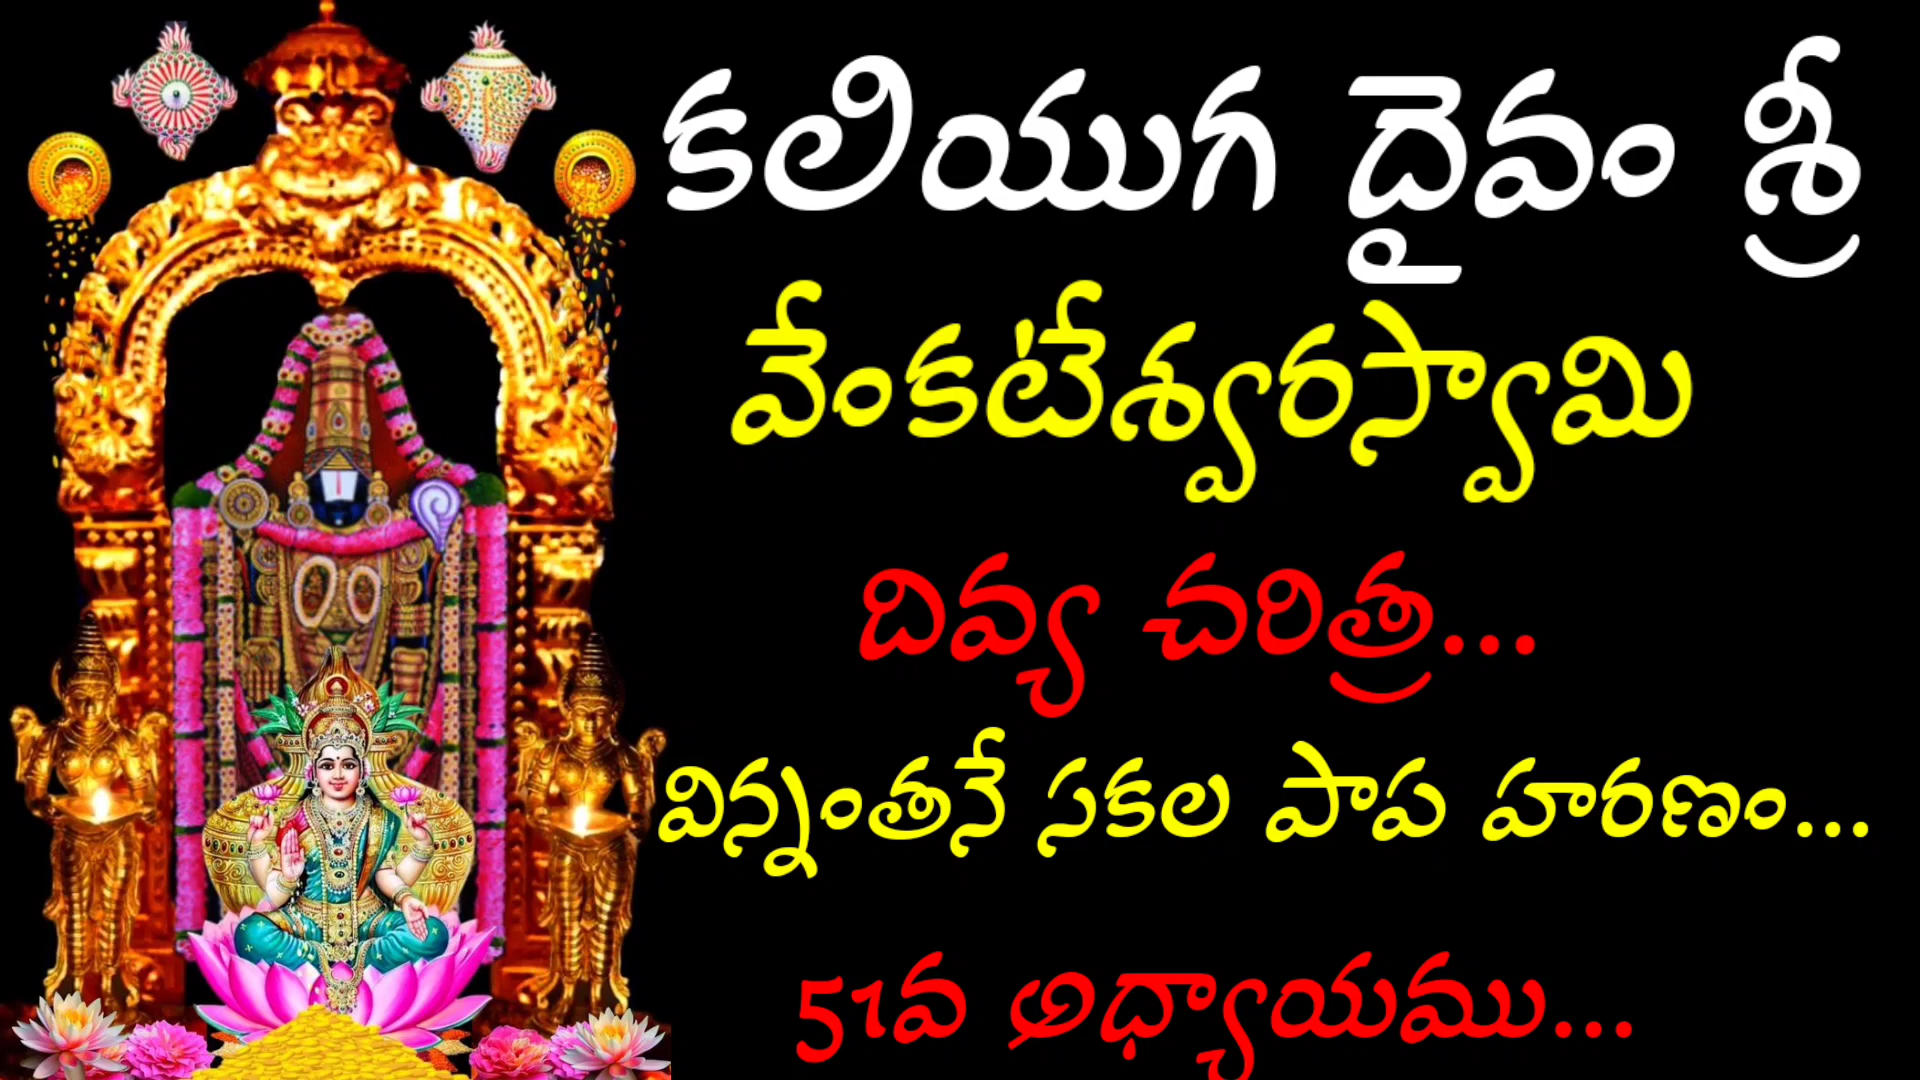 కలియుగ దైవం శ్రీ
వేంకటేశ్వరస్వామి
దివ్య చరిత్ర...
విన్నంతనే సకల పాప హరణం...
51వ అధ్యాయము...